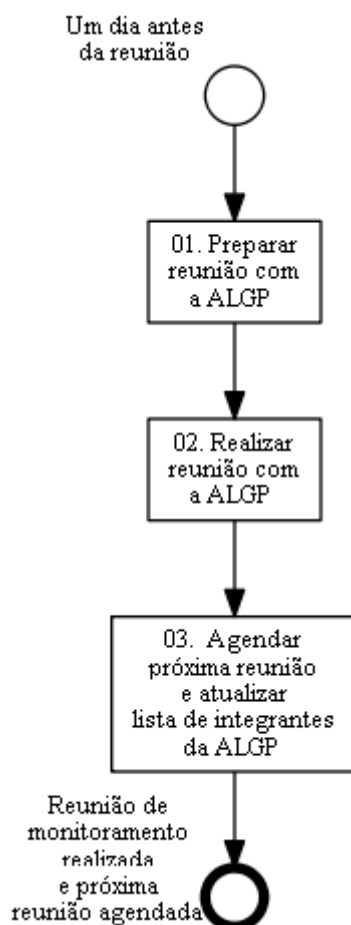 Um dia antes
da reunião
01. Preparar
reunião com
a ALGP
02. Realizar
reunião com
a ALGP
03.  Agendar
próxima reunião
e atualizar
lista de integrantes
da ALGP
Reunião de
monitoramento
realizada
e próxima
reunião agendada